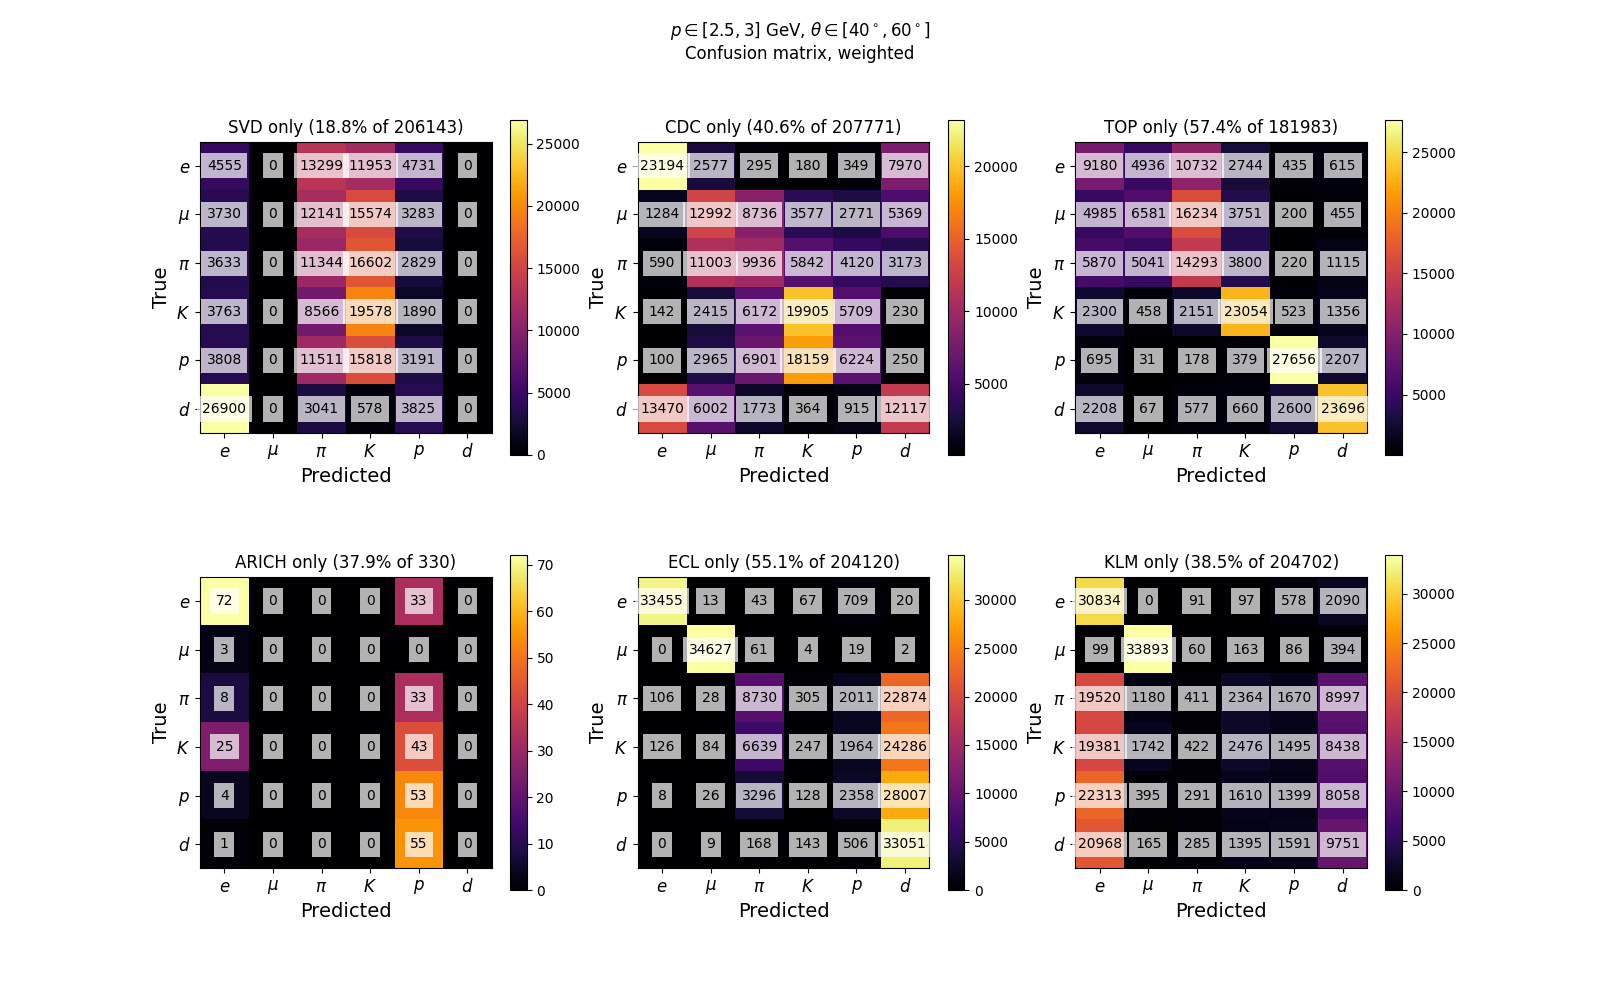 p ∈ [2.5, 3] GeV, θ ∈ [40°, 60°]
Confusion matrix, weighted
SVD only (18.8% of 206143)
True
e 4555 0 13299 11953 4731 0
μ 3730 0 12141 15574 3283 0
π 3633 0 11344 16602 2829 0
K 3763 0 8566 19578 1890 0
p 3808 0 11511 15818 3191 0
d 26900 0 3041 578 3825 0
e μ π K p d
Predicted
25000
20000
15000
10000
5000
0
CDC only (40.6% of 207771)
True
e 23194 2577 295 180 349 7970
μ 1284 12992 8736 3577 2771 5369
π 590 11003 9936 5842 4120 3173
K 142 2415 6172 19905 5709 230
p 100 2965 6901 18159 6224 250
d 13470 6002 1773 364 915 12117
e μ π K p d
Predicted
20000
15000
10000
5000
TOP only (57.4% of 181983)
True
e 9180 4936 10732 2744 435 615
μ 4985 6581 16234 3751 200 455
π 5870 5041 14293 3800 220 1115
K 2300 458 2151 23054 523 1356
p 695 31 178 379 27656 2207
d 2208 67 577 660 2600 23696
e μ π K p d
Predicted
25000
20000
15000
10000
5000
ARICH only (37.9% of 330)
True
e 72 0 0 0 33 0
μ 3 0 0 0 0 0
π 8 0 0 0 33 0
K 25 0 0 0 43 0
p 4 0 0 0 53 0
d 1 0 0 0 55 0
e μ π K p d
Predicted
70
60
50
40
30
20
10
0
ECL only (55.1% of 204120)
True
e 33455 13 43 67 709 20
μ 0 34627 61 4 19 2
π 106 28 8730 305 2011 22874
K 126 84 6639 247 1964 24286
p 8 26 3296 128 2358 28007
d 0 9 168 143 506 33051
e μ π K p d
Predicted
30000
25000
20000
15000
10000
5000
0
KLM only (38.5% of 204702)
True
e 30834 0 91 97 578 2090
μ 99 33893 60 163 86 394
π 19520 1180 411 2364 1670 8997
K 19381 1742 422 2476 1495 8438
p 22313 395 291 1610 1399 8058
d 20968 165 285 1395 1591 9751
e μ π K p d
Predicted
30000
25000
20000
15000
10000
5000
0